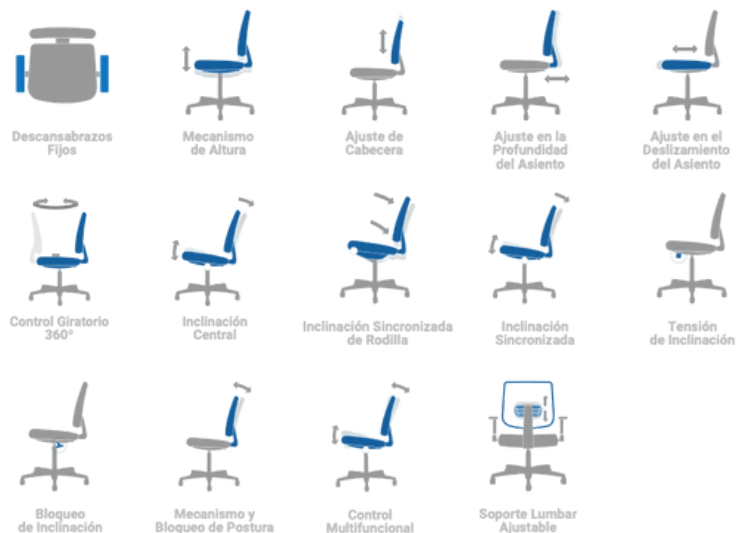 Descansabrazos
Fijos
Mecanismo
de Altura
Ajuste de
Cabecera
Ajuste en la
Profundidad
del Asiento
Ajuste en el
Deslizamiento
del Asiento
Control Giratorio
360º
Inclinación
Central
Inclinación Sincronizada
de Rodilla
Inclinación
Sincronizada
Tensión
de Inclinación
Bloqueo
de Inclinación
Mecanismo y
Bloqueo de Postura
Control
Multifuncional
Soporte Lumbar
Ajustable